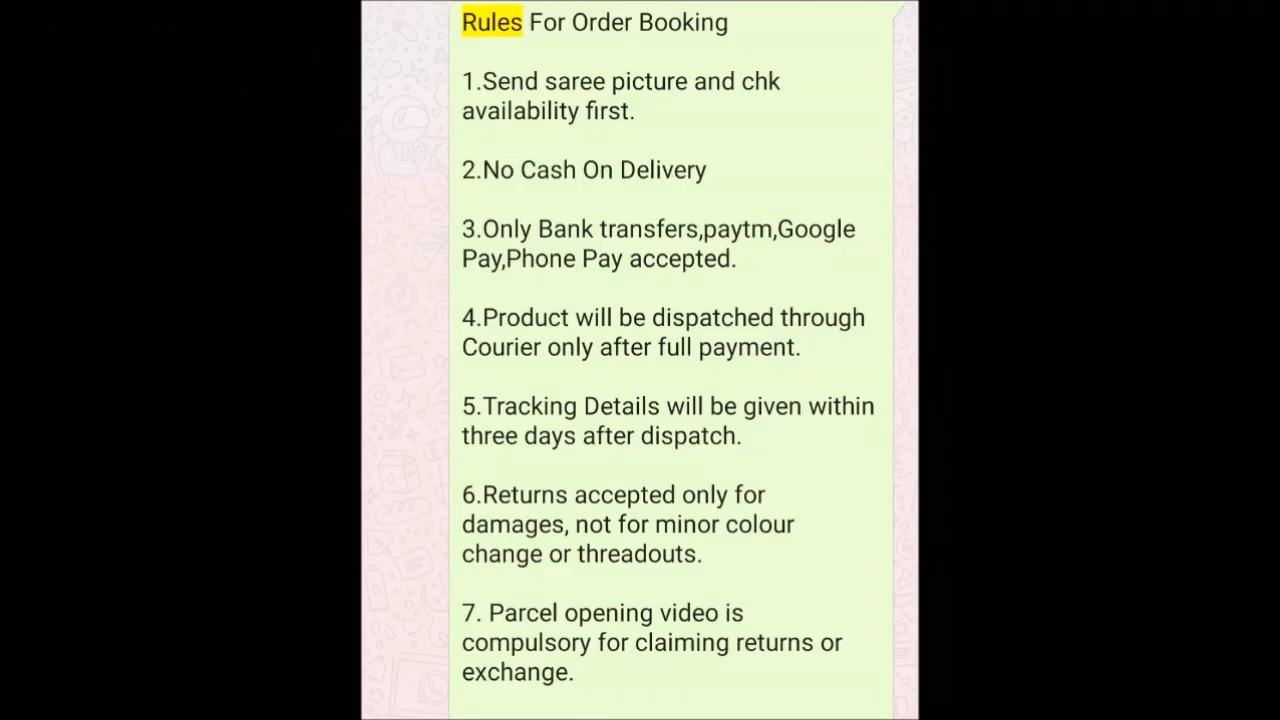 Rules For Order Booking
1.Send saree picture and chk
availability first.
2.No Cash On Delivery
3.Only Bank transfers,paytm,Google
Pay,Phone Pay accepted.
4.Product will be dispatched through
Courier only after full payment.
5.Tracking Details will be given within
three days after dispatch.
6.Returns accepted only for
damages, not for minor colour
change or threadouts.
7. Parcel opening video is
compulsory for claiming returns or
exchange.